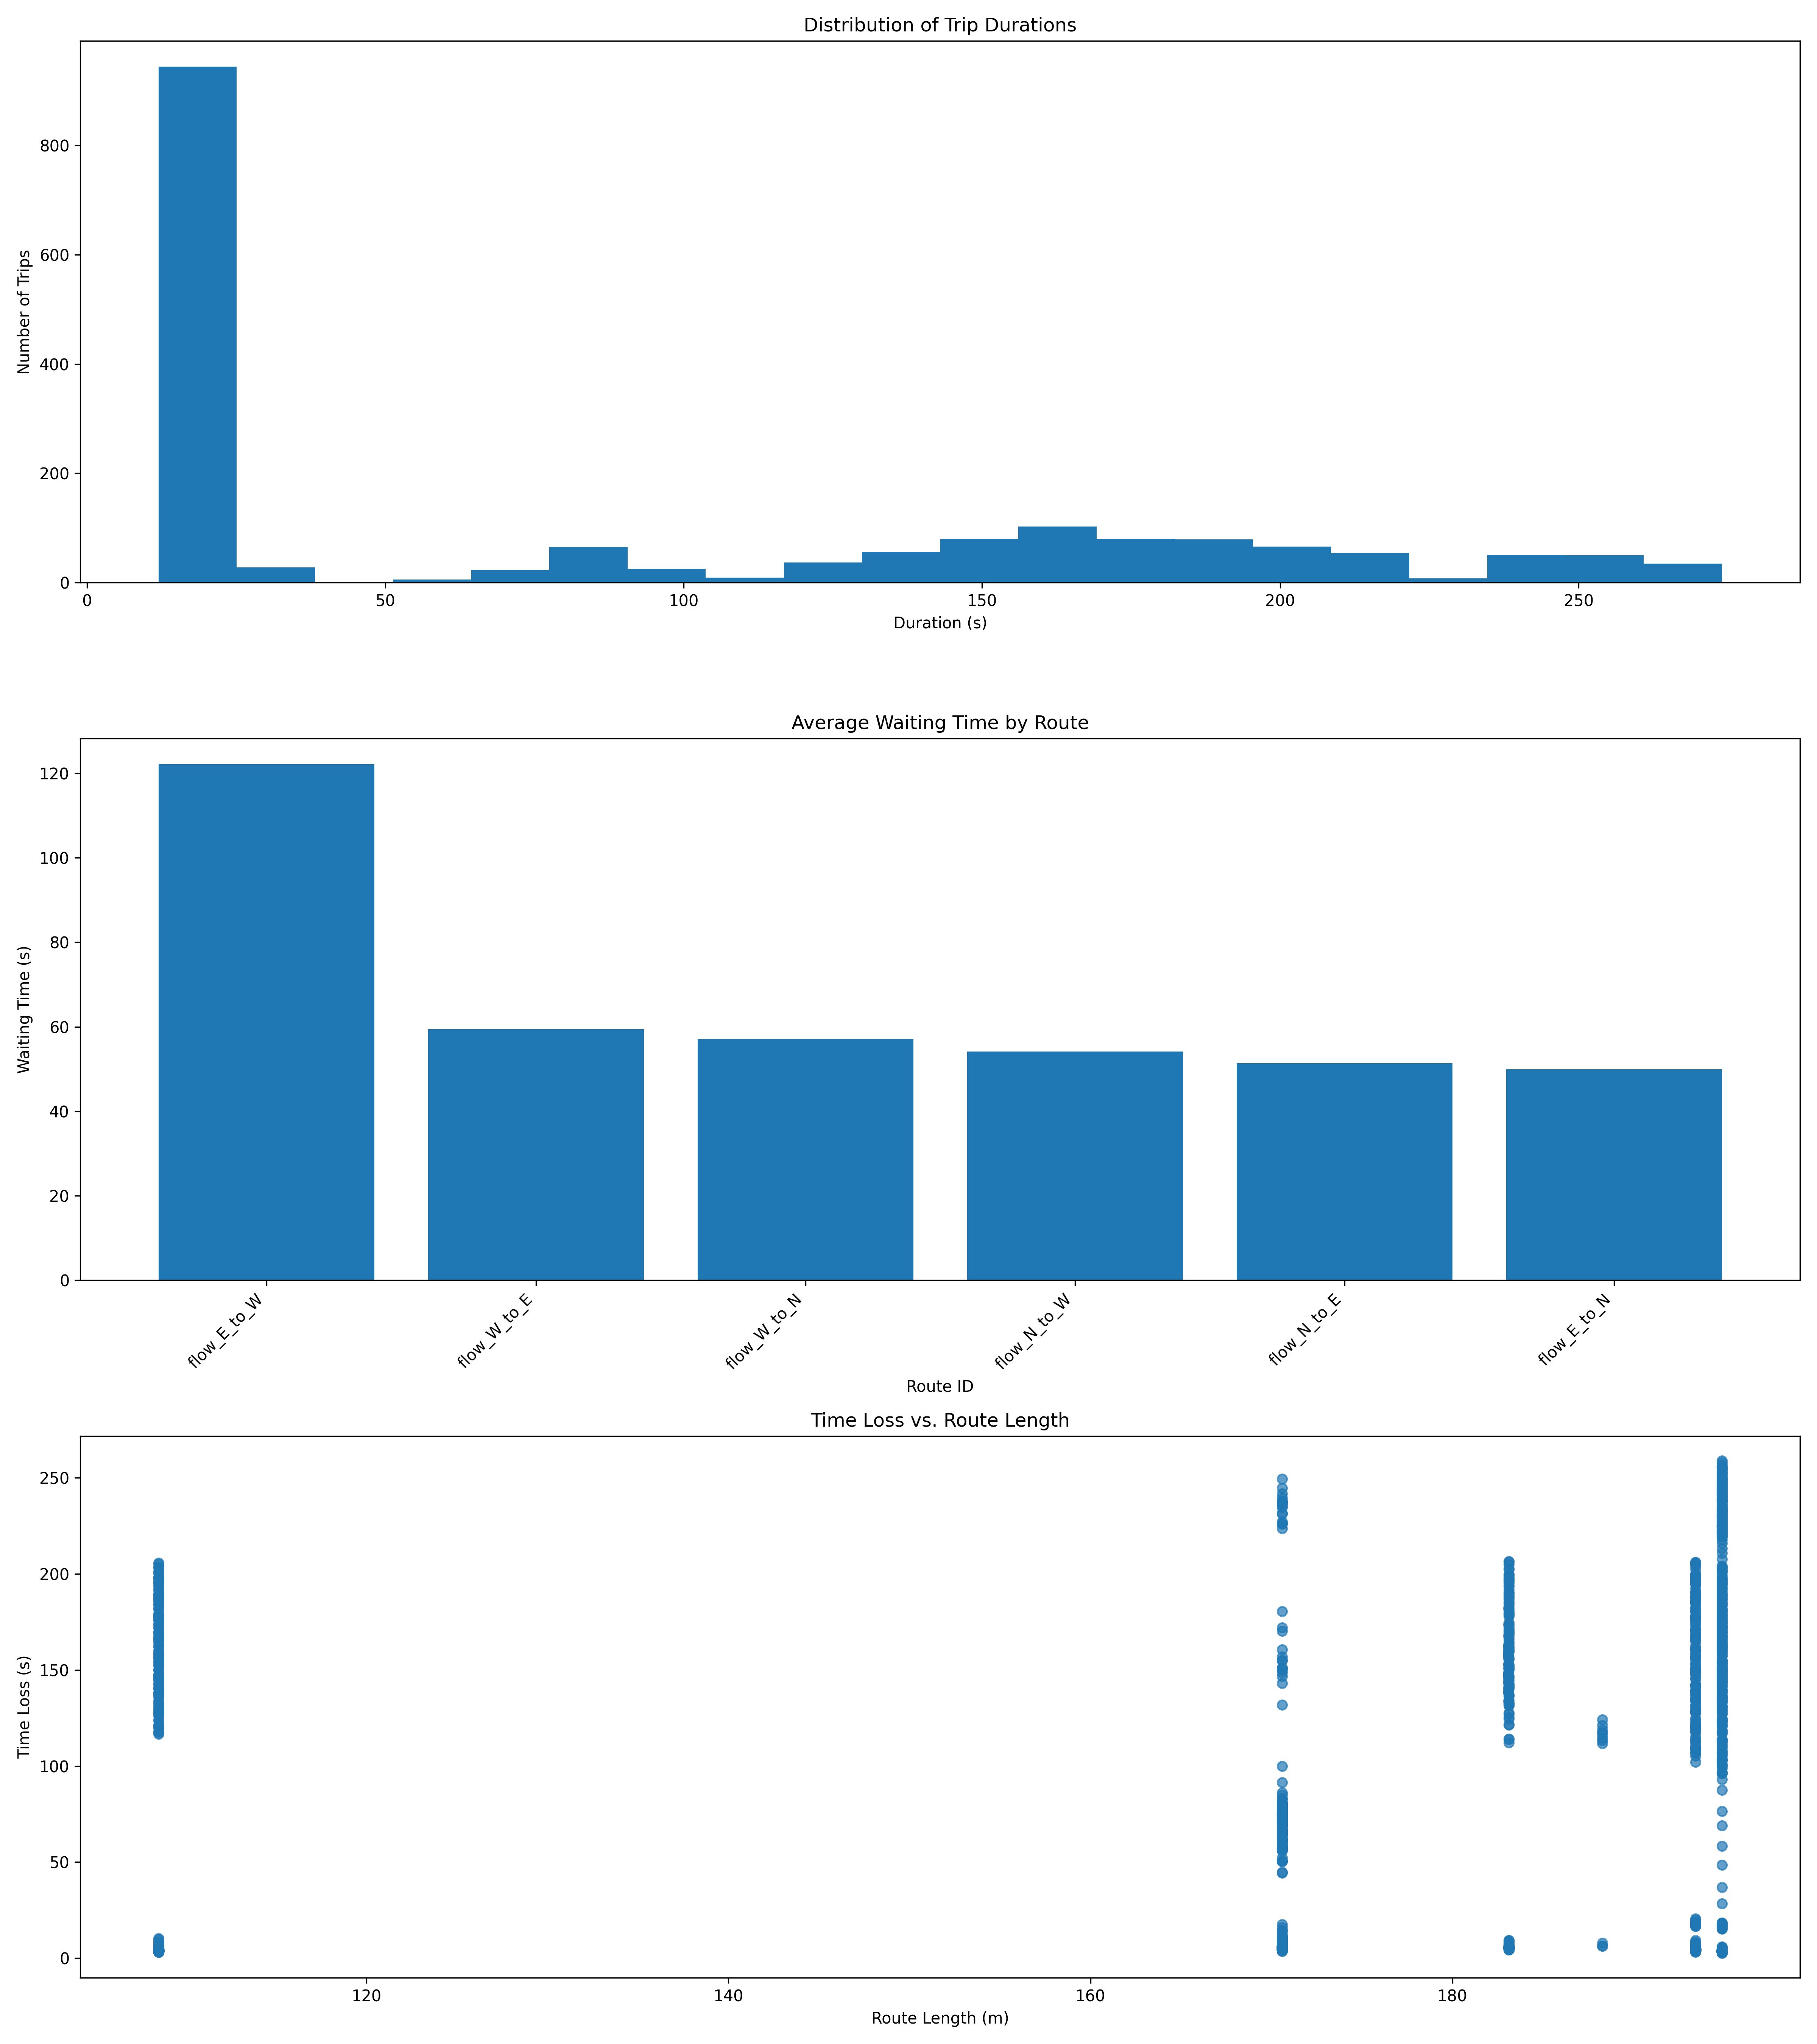 Distribution of Trip Durations
800
600
400
200
0
Number of Trips
0 50 100 150 200 250
Duration (s)
Average Waiting Time by Route
120
100
80
60
40
20
0
Waiting Time (s)
flow_E_to_W flow_W_to_E flow_W_to_N flow_N_to_W flow_N_to_E flow_E_to_N
Route ID
Time Loss vs. Route Length
250
200
150
100
50
0
Time Loss (s)
120 140 160 180
Route Length (m)